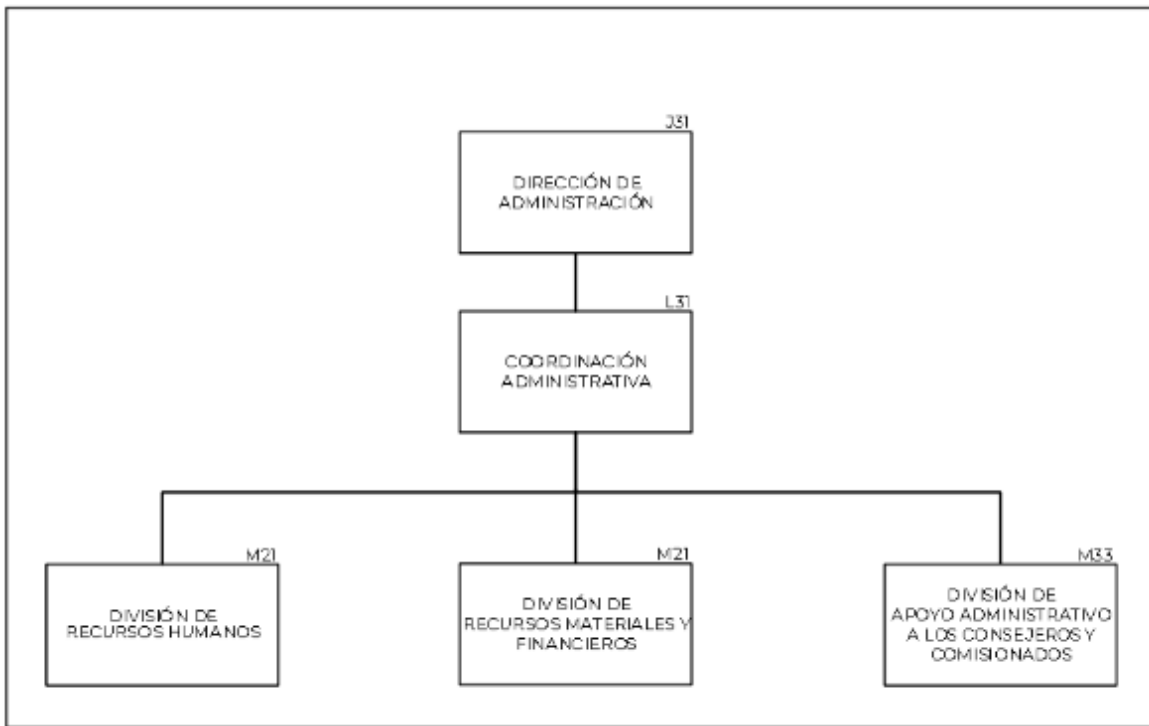 J31
DIRECCIÓN DE
ADMINISTRACIÓN
L31
COORDINACIÓN
ADMINISTRATIVA
M21
DIVISIÓN DE
RECURSOS HUMANOS
M21
DIVISIÓN DE
RECURSOS MATERIALES Y
FINANCIEROS
M33
DIVISIÓN DE
APOYO ADMINISTRATIVO
A LOS CONSEJEROS Y
COMISIONADOS